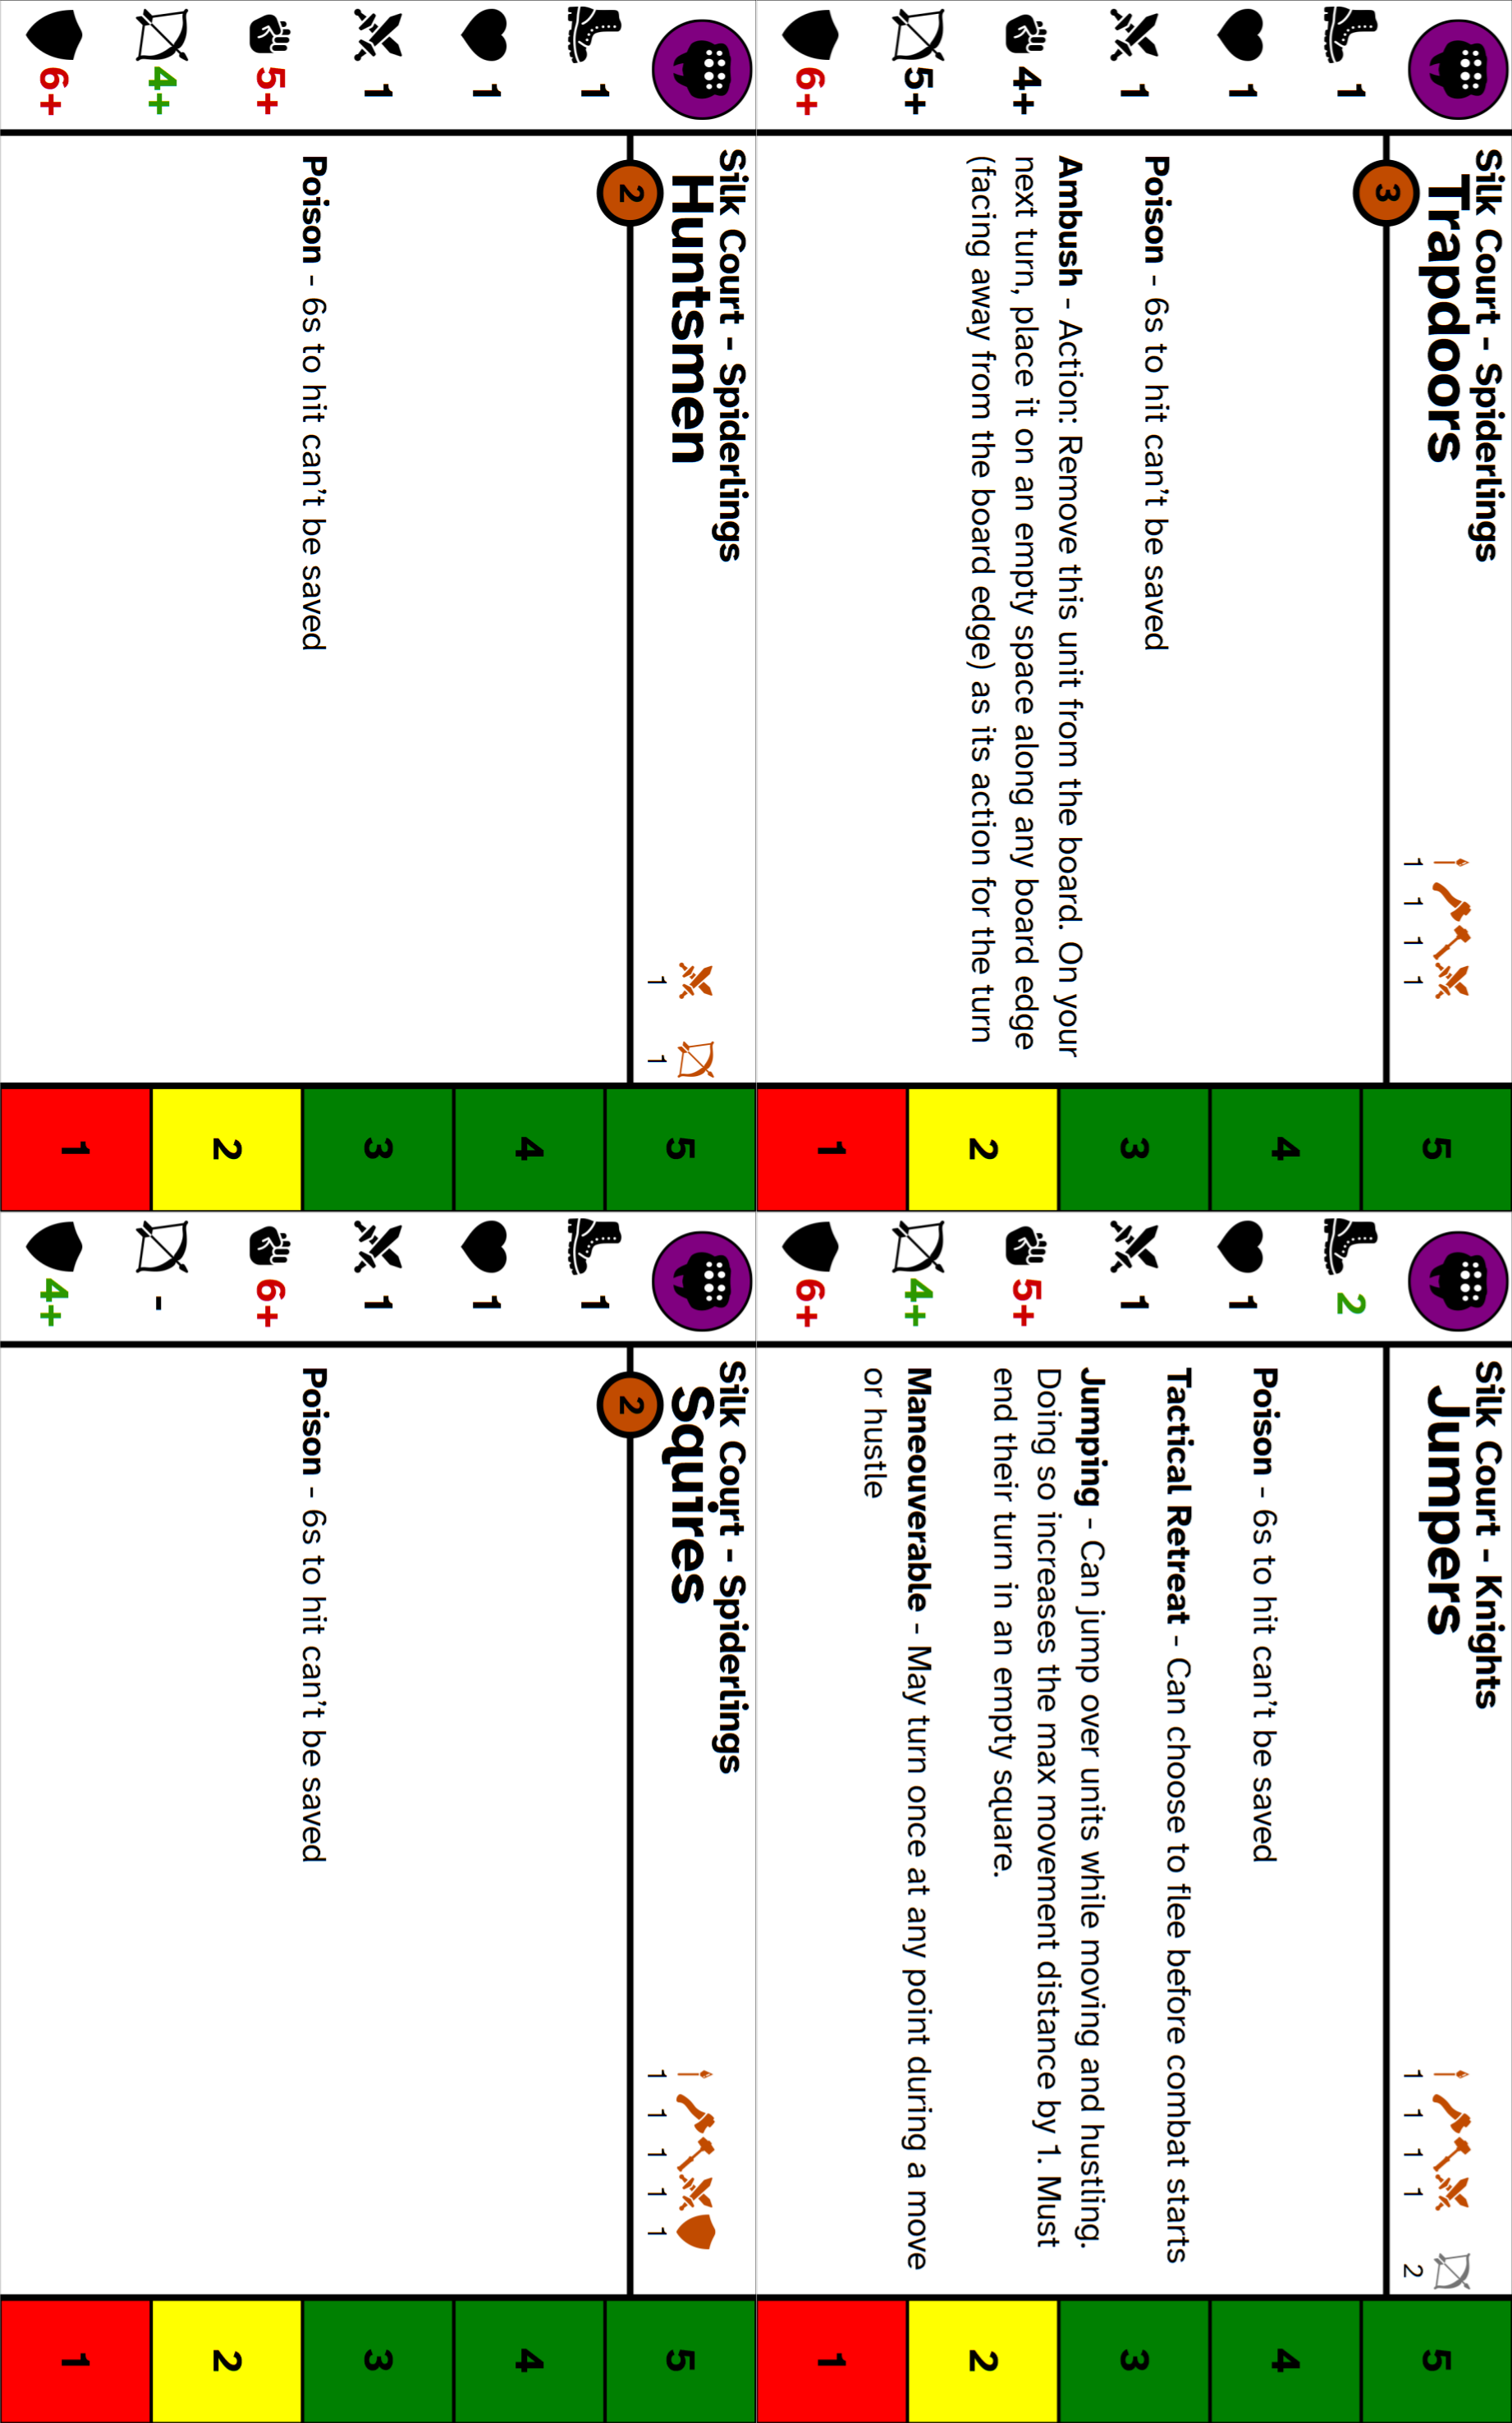 Silk Court - Spiderlings
Trapdoors
3
1 1 1 1
1
1
1
4+
5+
6+
Poison - 6s to hit can't be saved
Ambush - Action: Remove this unit from the board. On your
next turn, place it on an empty space along any board edge
(facing away from the board edge) as its action for the turn
5
4
3
2
1
Silk Court - Knights
Jumpers
1 1 1 1 2
2
1
1
5+
4+
6+
Poison - 6s to hit can't be saved
Tactical Retreat - Can choose to flee before combat starts
Jumping - Can jump over units while moving and hustling.
Doing so increases the max movement distance by 1. Must
end their turn in an empty square.
Maneouverable - May turn once at any point during a move
or hustle
5
4
3
2
1
Silk Court - Spiderlings
Huntsmen
2
1 1
1
1
1
5+
4+
6+
Poison - 6s to hit can't be saved
5
4
3
2
1
Silk Court - Spiderlings
Squires
2
1 1 1 1 1
1
1
1
6+
-
4+
Poison - 6s to hit can't be saved
5
4
3
2
1